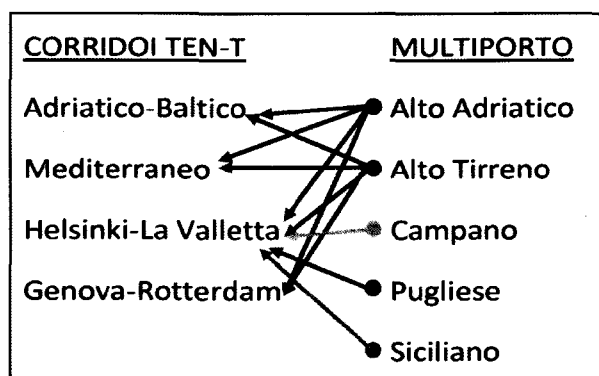 CORRIDOI TEN-T MULTIPORTO
Adriatico-Baltico Alto Adriatico
Mediterraneo Alto Tirreno
Helsinki-La Valletta Campano
Genova-Rotterdam Pugliese
Siciliano